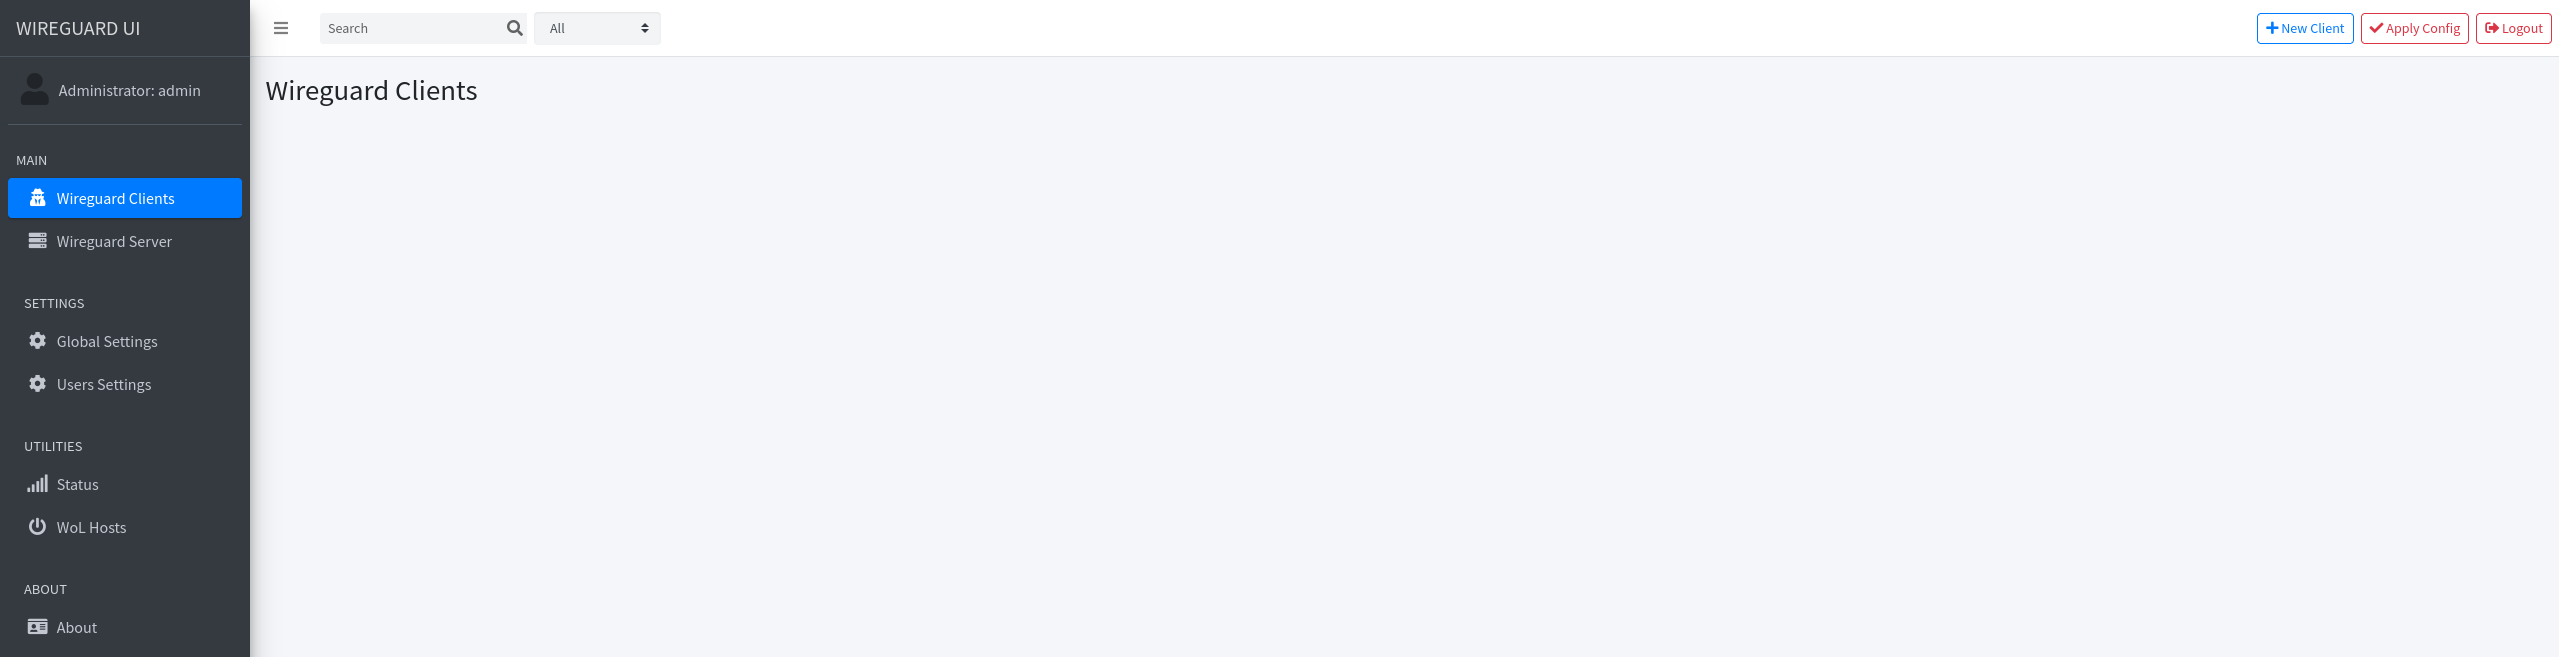 WIREGUARD UI
Search
All
New Client
Apply Config
Logout
Administrator: admin
Wireguard Clients
MAIN
Wireguard Clients
Wireguard Server
SETTINGS
Global Settings
Users Settings
UTILITIES
Status
WoL Hosts
ABOUT
About